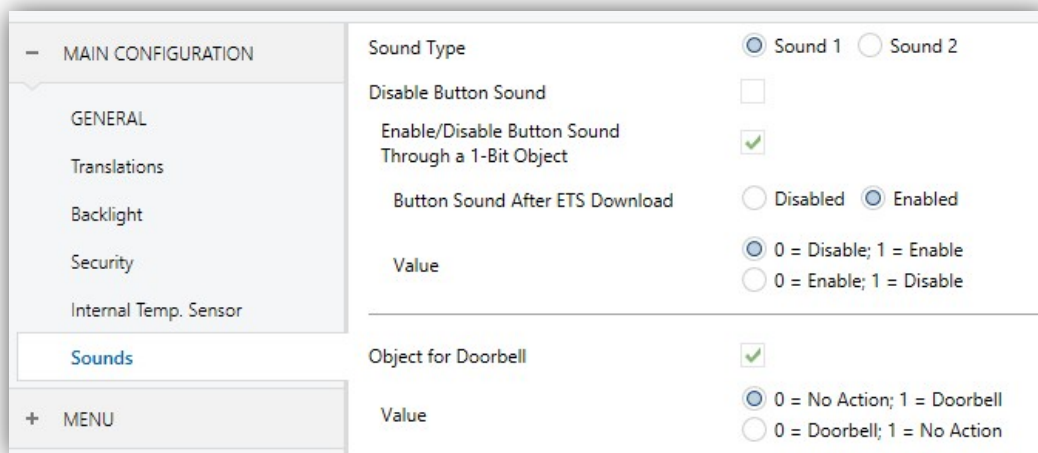 − MAIN CONFIGURATION
GENERAL
Translations
Backlight
Security
Internal Temp. Sensor
Sounds
+ MENU
Sound Type
Sound 1 Sound 2
Disable Button Sound
Enable/Disable Button Sound
Through a 1-Bit Object
Button Sound After ETS Download
Disabled Enabled
Value
0 = Disable; 1 = Enable
0 = Enable; 1 = Disable
Object for Doorbell
Value
0 = No Action; 1 = Doorbell
0 = Doorbell; 1 = No Action